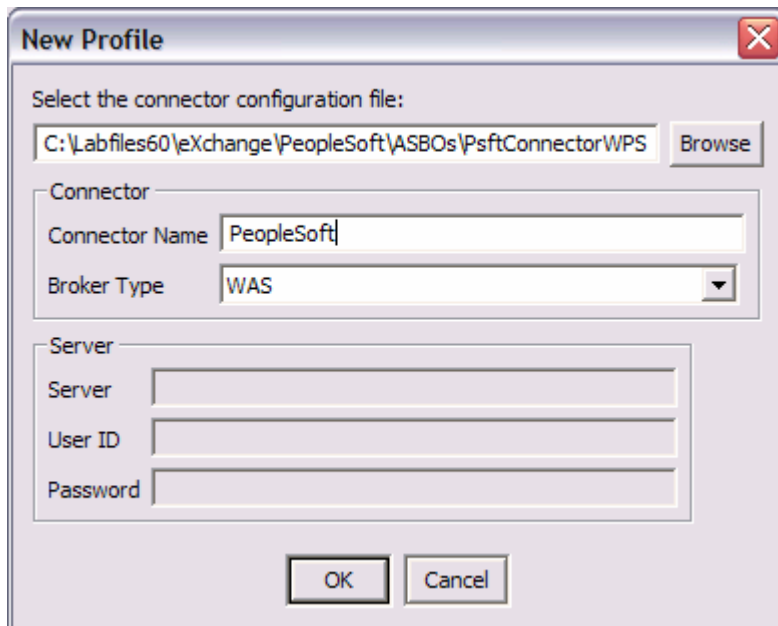 New Profile
Select the connector configuration file:
C:\Labfiles60\eXchange\PeopleSoft\ASBOs\PsftConnectorWPS Browse
Connector
Connector Name PeopleSoft
Broker Type WAS
Server
Server
User ID
Password
OK Cancel